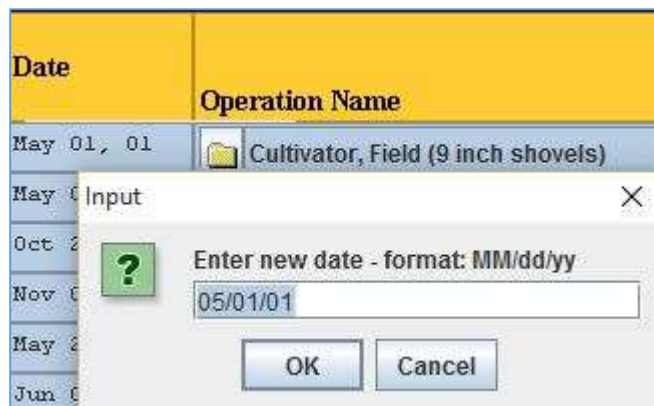 Date
Operation Name
May 01, 01
Cultivator, Field (9 inch shovels)
May
Input
Oct
Enter new date - format: MM/dd/yy
Nov
05/01/01
May
OK
Cancel
Jun